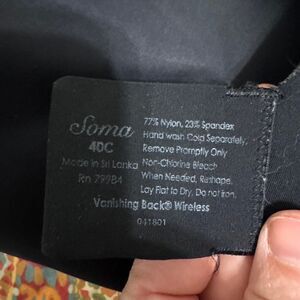 Soma
40C
Made in Sri Lanka
Rn 79984
77% Nylon, 23% Spandex
Hand wash Cold Separately,
Remove Promptly Only
Non-Chlorine Bleach
When Needed, Reshape,
Lay Flat to Dry, Do not Iron.
Vanishing Back® Wireless
041801